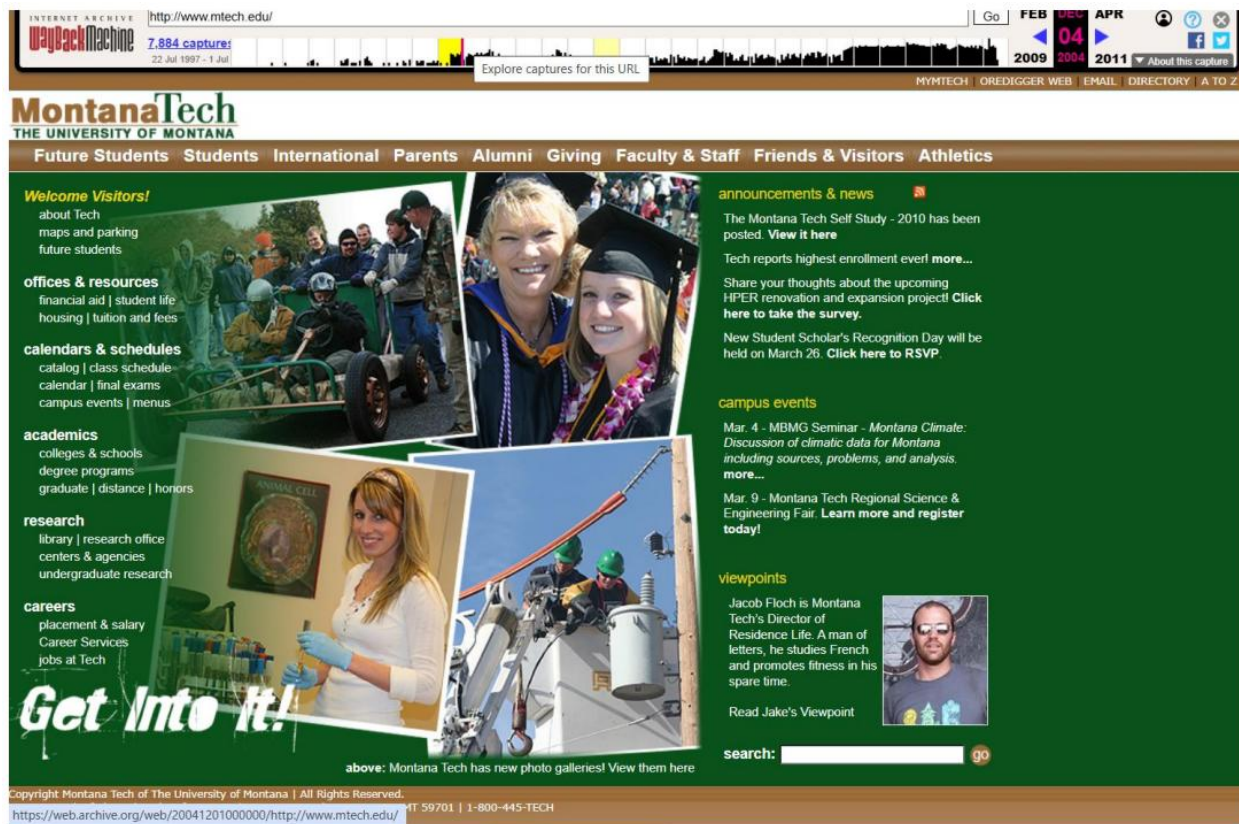 INTERNET ARCHIVE
WayBackMachine
http://www.mtech.edu/
Go
FEB DEC APR
04
2009 2004 2011
7,884 captures
22 Jul 1997 - 1 Jul
Explore captures for this URL
About this capture
MYMTECH | OREDIGGER WEB | EMAIL | DIRECTORY | A TO Z
MontanaTech
THE UNIVERSITY OF MONTANA
Future Students Students International Parents Alumni Giving Faculty & Staff Friends & Visitors Athletics
Welcome Visitors!
about Tech
maps and parking
future students
offices & resources
financial aid | student life
housing | tuition and fees
calendars & schedules
catalog | class schedule
calendar | final exams
campus events | menus
academics
colleges & schools
degree programs
graduate | distance | honors
research
library | research office
centers & agencies
undergraduate research
careers
placement & salary
Career Services
jobs at Tech
Get Into It!
ANIMAL CELL
above: Montana Tech has new photo galleries! View them here
announcements & news
The Montana Tech Self Study - 2010 has been
posted. View it here
Tech reports highest enrollment ever! more...
Share your thoughts about the upcoming
HPER renovation and expansion project! Click
here to take the survey.
New Student Scholar's Recognition Day will be
held on March 26. Click here to RSVP.
campus events
Mar. 4 - MBMG Seminar - Montana Climate:
Discussion of climatic data for Montana
including sources, problems, and analysis.
more...
Mar. 9 - Montana Tech Regional Science &
Engineering Fair. Learn more and register
today!
viewpoints
Jacob Floch is Montana
Tech's Director of
Residence Life. A man of
letters, he studies French
and promotes fitness in his
spare time.
Read Jake's Viewpoint
search:
go
Copyright Montana Tech of The University of Montana | All Rights Reserved.
MT 59701 | 1-800-445-TECH
https://web.archive.org/web/20041201000000/http://www.mtech.edu/